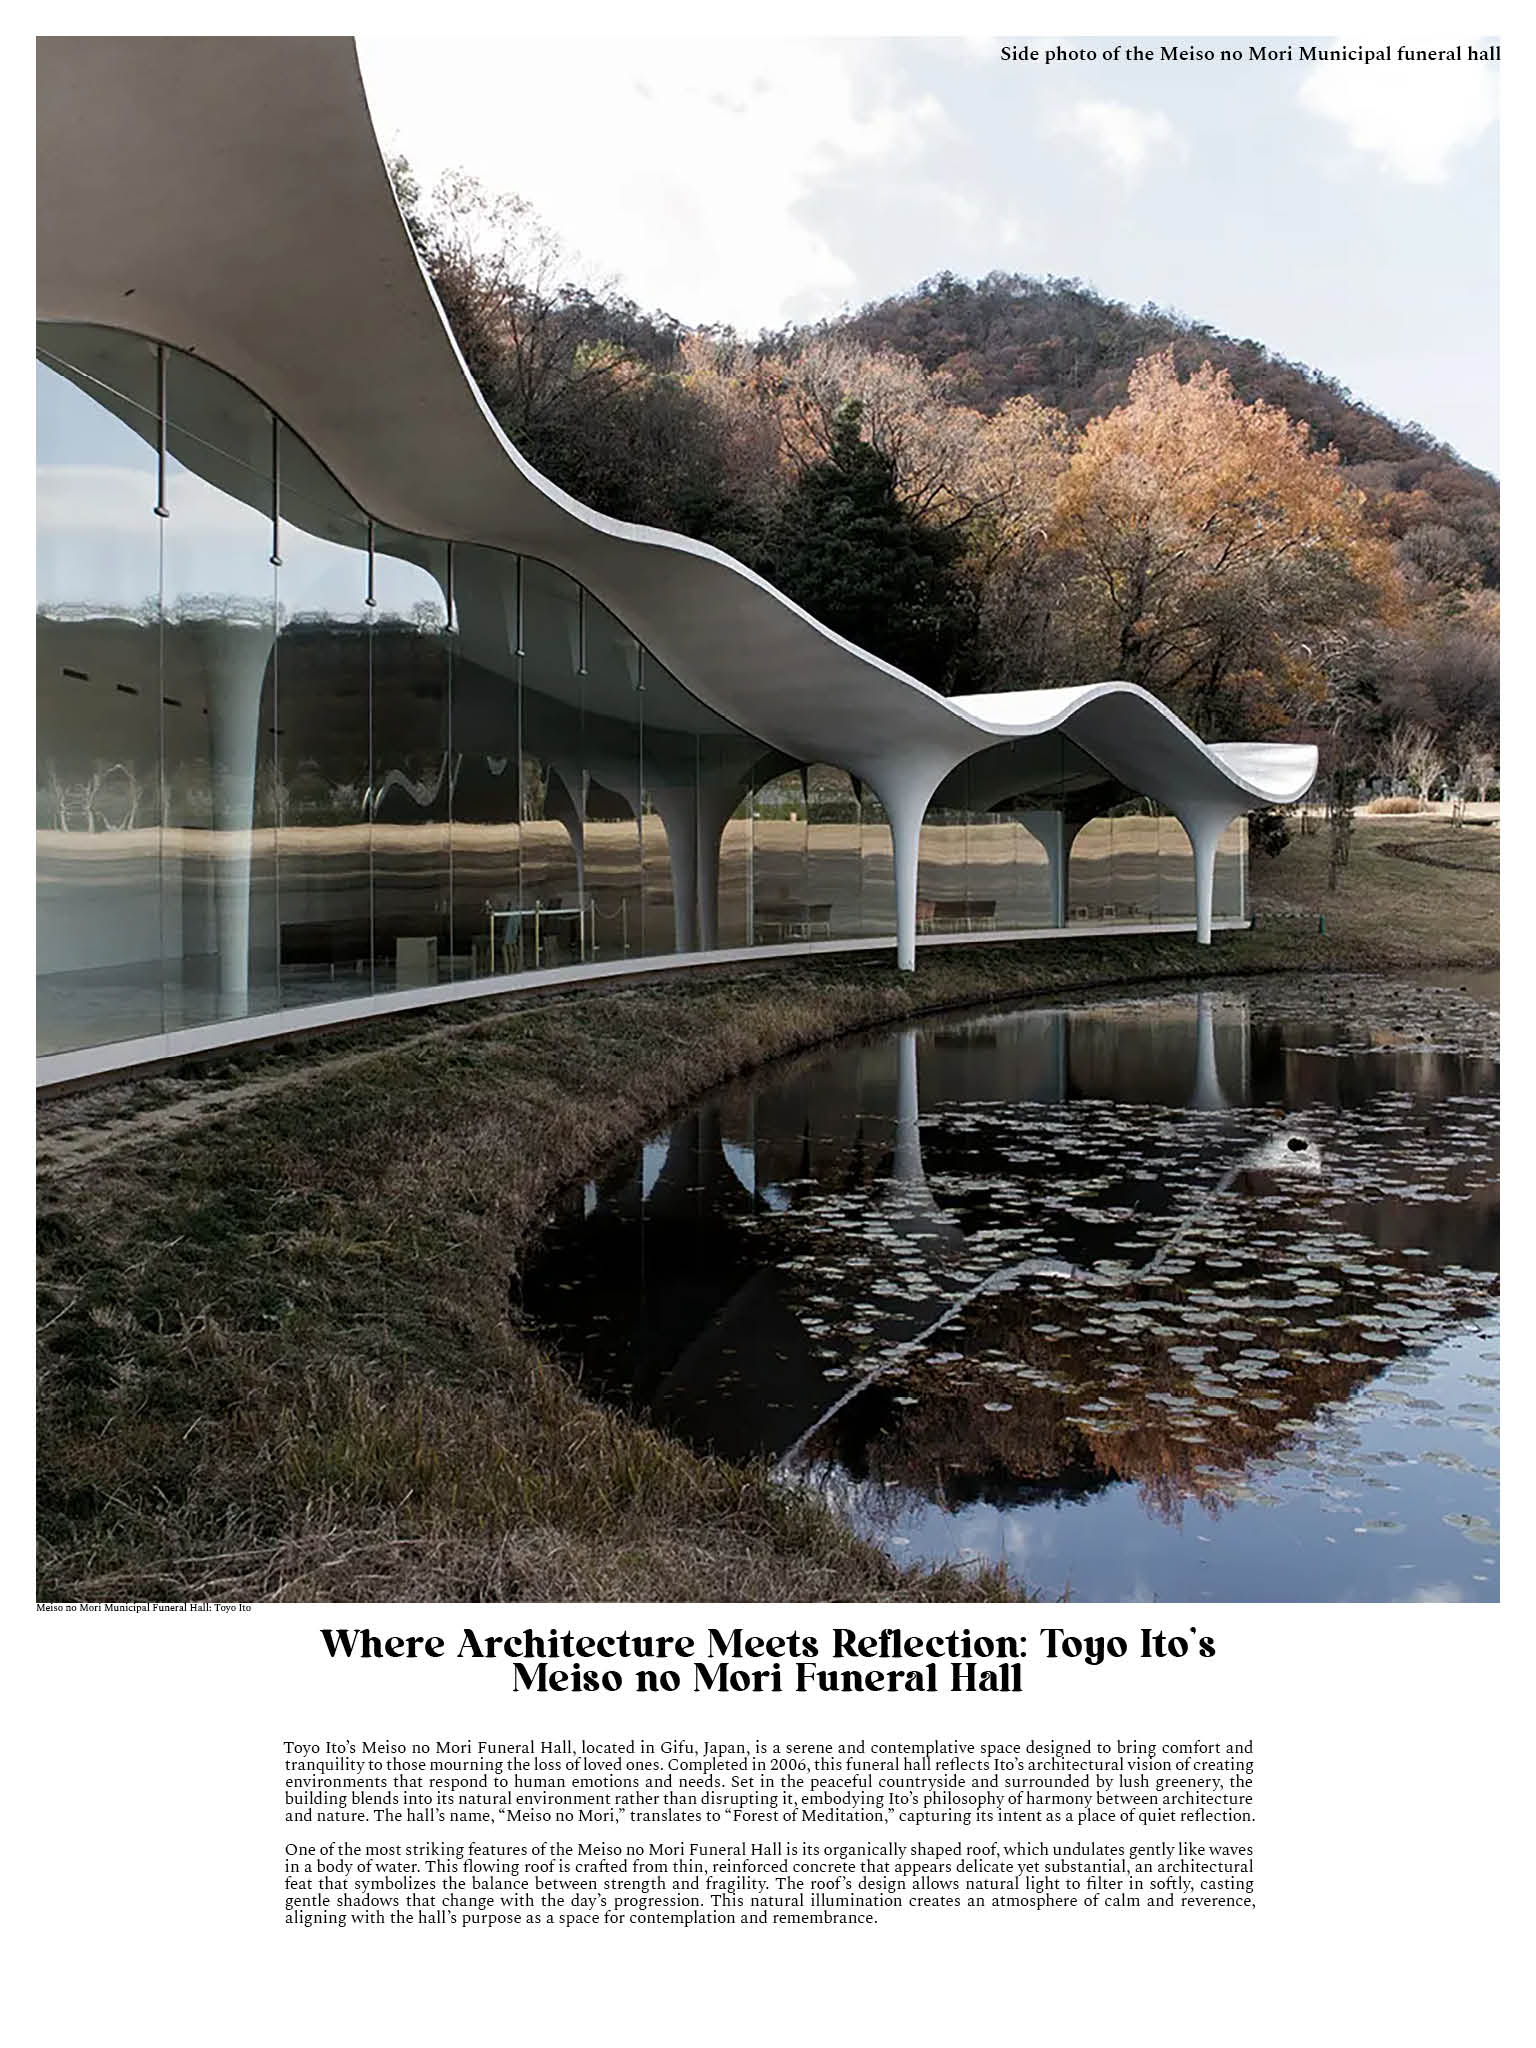 Side photo of the Meiso no Mori Municipal funeral hall
Meiso no Mori Municipal Funeral Hall: Toyo Ito
Where Architecture Meets Reflection: Toyo Ito's
Meiso no Mori Funeral Hall
Toyo Ito’s Meiso no Mori Funeral Hall, located in Gifu, Japan, is a serene and contemplative space designed to bring comfort and
tranquility to those mourning the loss of loved ones. Completed in 2006, this funeral hall reflects Ito’s architectural vision of creating
environments that respond to human emotions and needs. Set in the peaceful countryside and surrounded by lush greenery, the
building blends into its natural environment rather than disrupting it, embodying Ito’s philosophy of harmony between architecture
and nature. The hall’s name, “Meiso no Mori,” translates to “Forest of Meditation,” capturing its intent as a place of quiet reflection.
One of the most striking features of the Meiso no Mori Funeral Hall is its organically shaped roof, which undulates gently like waves
in a body of water. This flowing roof is crafted from thin, reinforced concrete that appears delicate yet substantial, an architectural
feat that symbolizes the balance between strength and fragility. The roof’s design allows natural light to filter in softly, casting
gentle shadows that change with the day’s progression. This natural illumination creates an atmosphere of calm and reverence,
aligning with the hall’s purpose as a space for contemplation and remembrance.